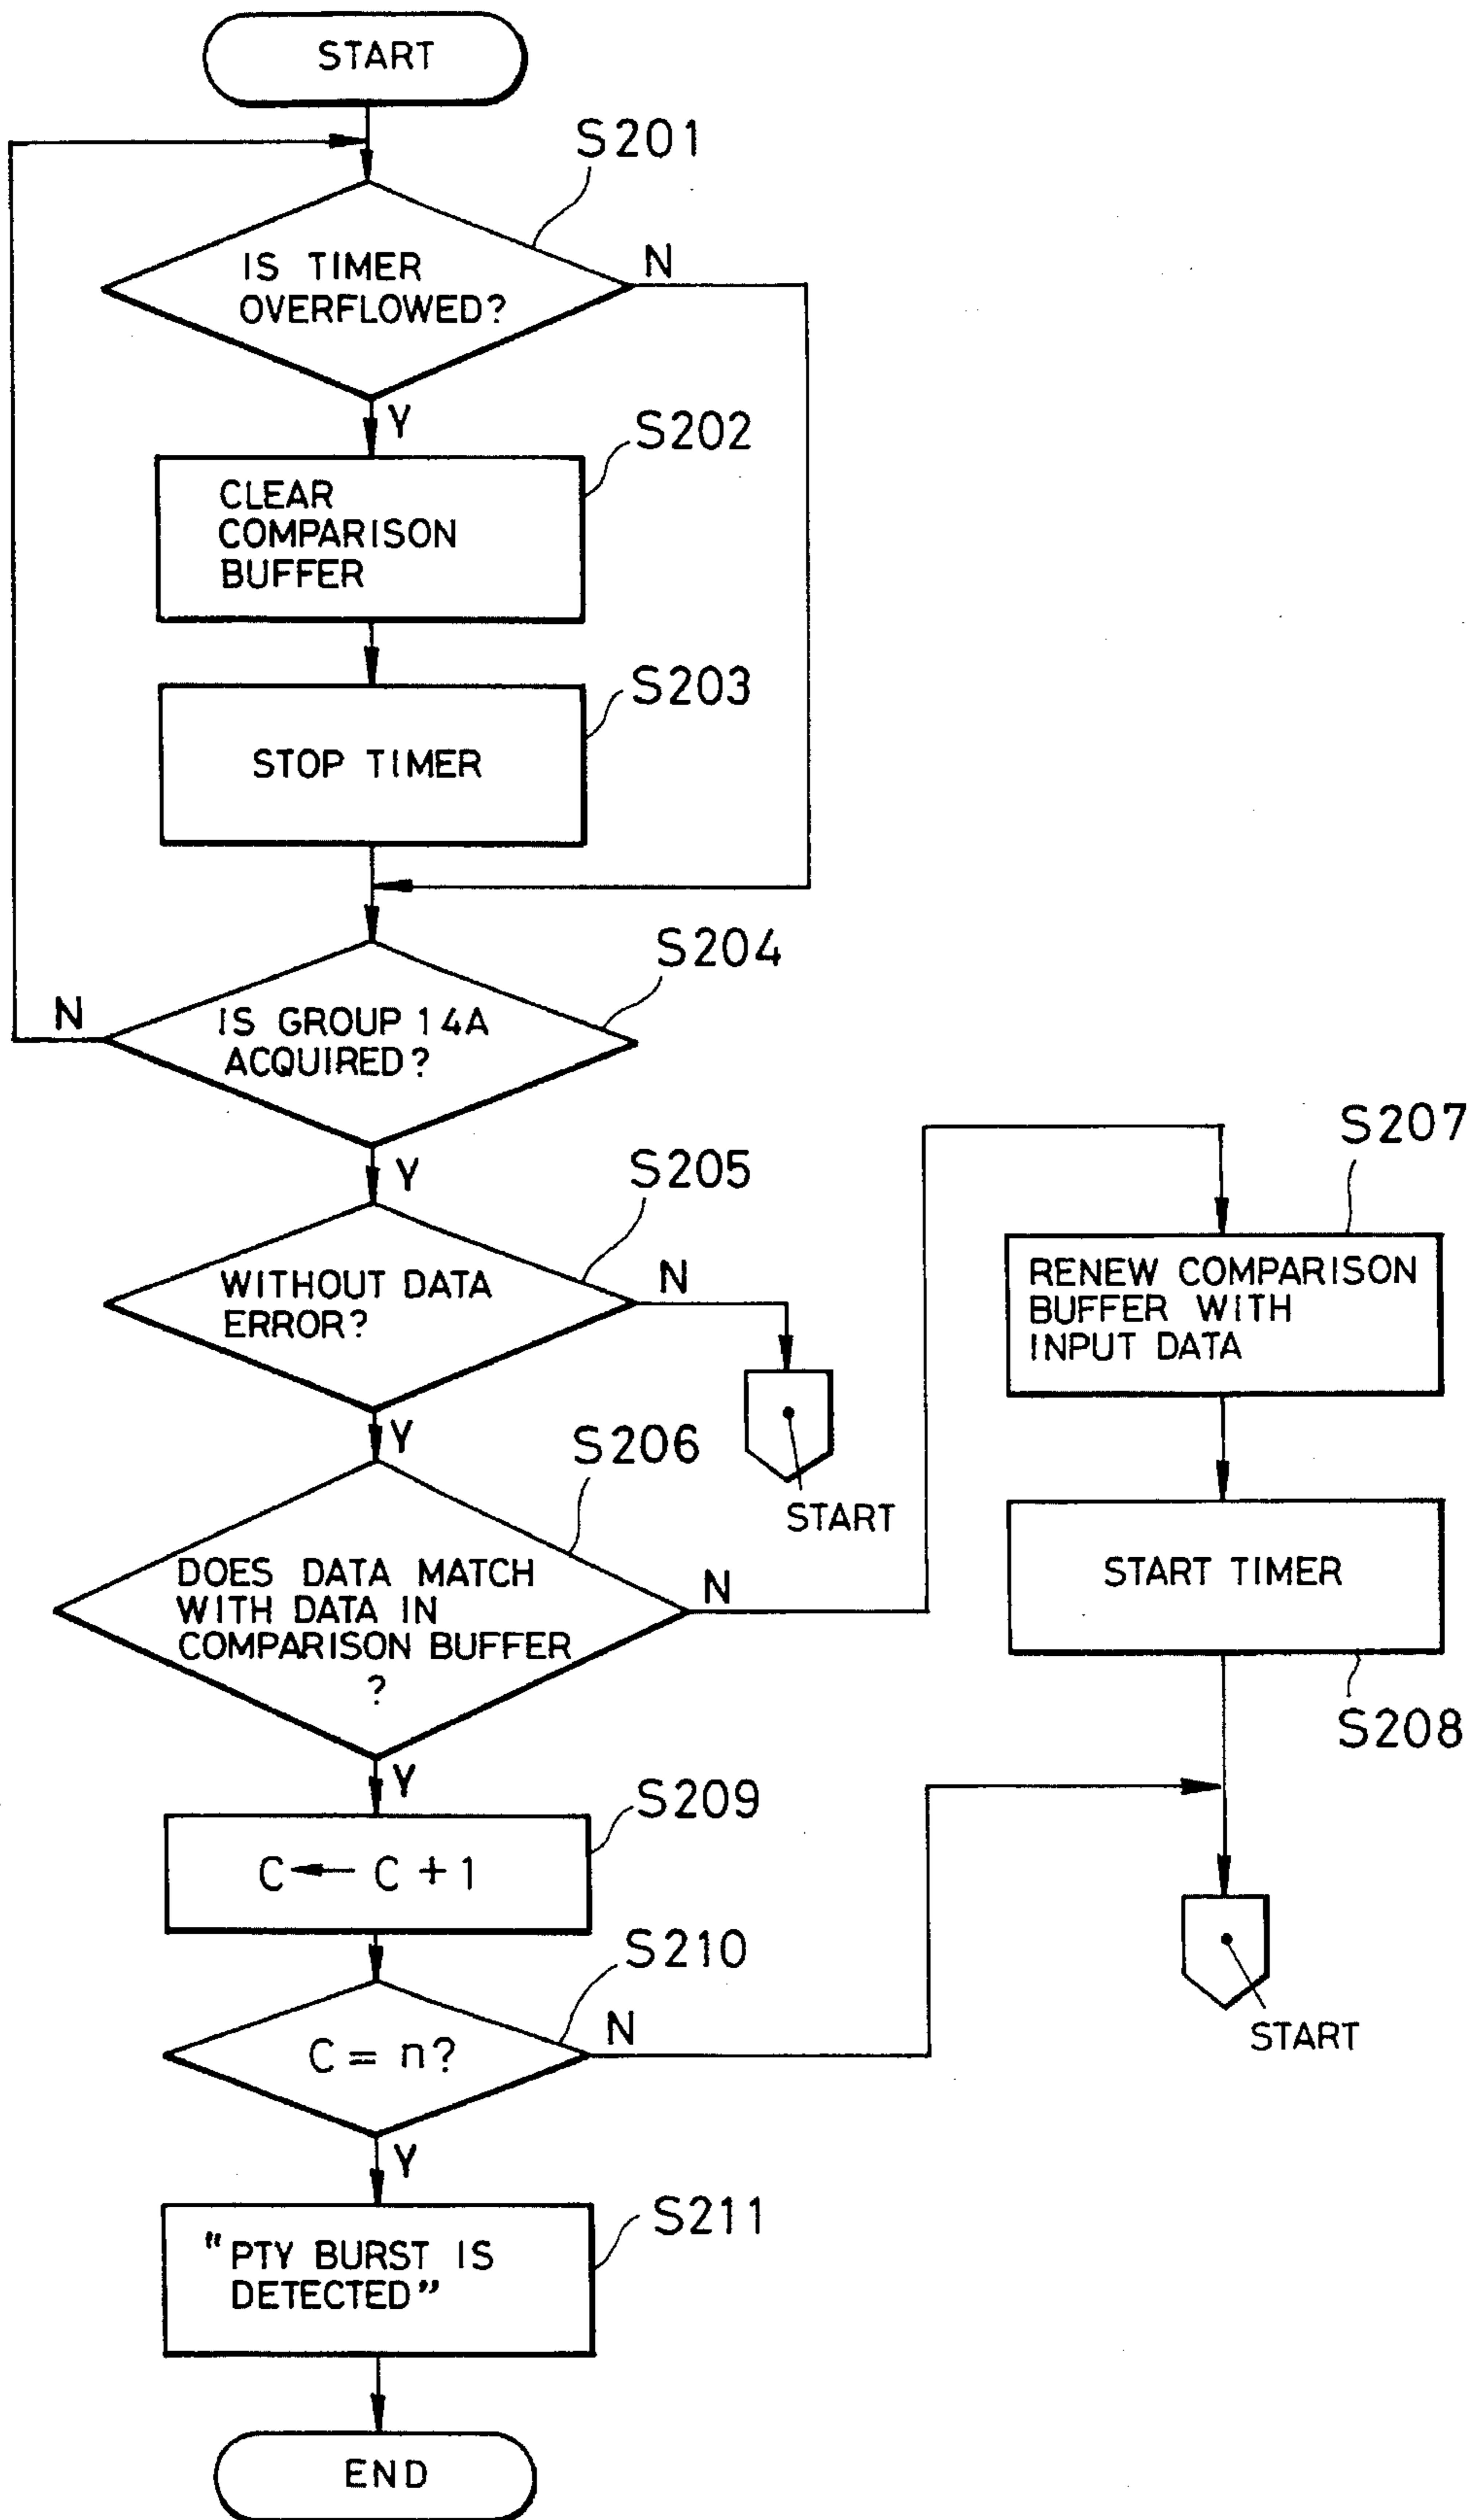 START
S201
IS TIMER
OVERFLOWED?
N
Y
S202
CLEAR
COMPARISON
BUFFER
S203
STOP TIMER
S204
N
IS GROUP 14A
ACQUIRED?
Y
S205
WITHOUT DATA
ERROR?
N
START
Y
S206
DOES DATA MATCH
WITH DATA IN
COMPARISON BUFFER
?
N
S207
RENEW COMPARISON
BUFFER WITH
INPUT DATA
START TIMER
S208
START
Y
S209
C ← C + 1
S210
C = n?
N
Y
S211
"PTY BURST IS
DETECTED"
END